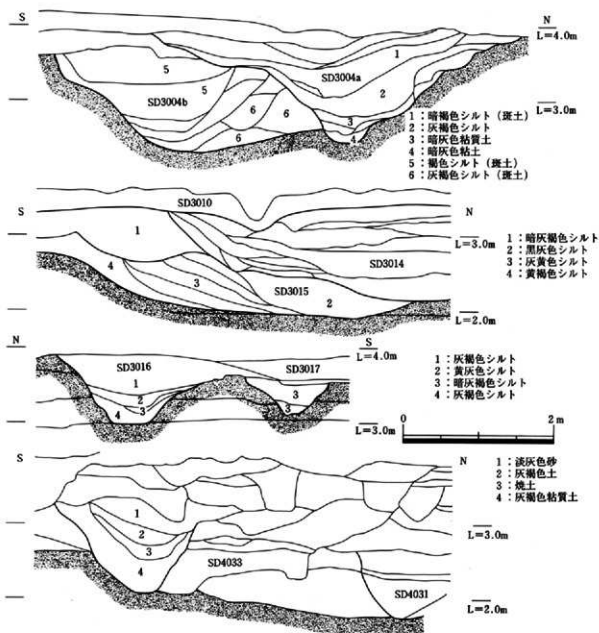 S
N
L=4.0m
1
5
SD3004a
5
2
SD3004b
6
L=3.0m
6
3
4
6
1：暗褐色シルト（斑土）
2：灰褐色シルト
3：暗灰色粘質土
4：暗灰色粘土
5：褐色シルト（斑土）
6：灰褐色シルト（斑土）
SD3010
S
N
1
L=3.0m
SD3014
4
3
SD3015
2
L=2.0m
1：暗灰褐色シルト
2：黒灰色シルト
3：灰黄色シルト
4：黄褐色シルト
N
S
L=4.0m
SD3016
SD3017
1
2
3
3
4
3
L=3.0m
1：灰褐色シルト
2：黄灰色シルト
3：暗灰褐色シルト
4：灰褐色シルト
0
2 m
S
N
1
2
L=3.0m
3
SD4033
4
SD4031
L=2.0m
1：淡灰色砂
2：灰褐色土
3：焼土
4：灰褐色粘質土